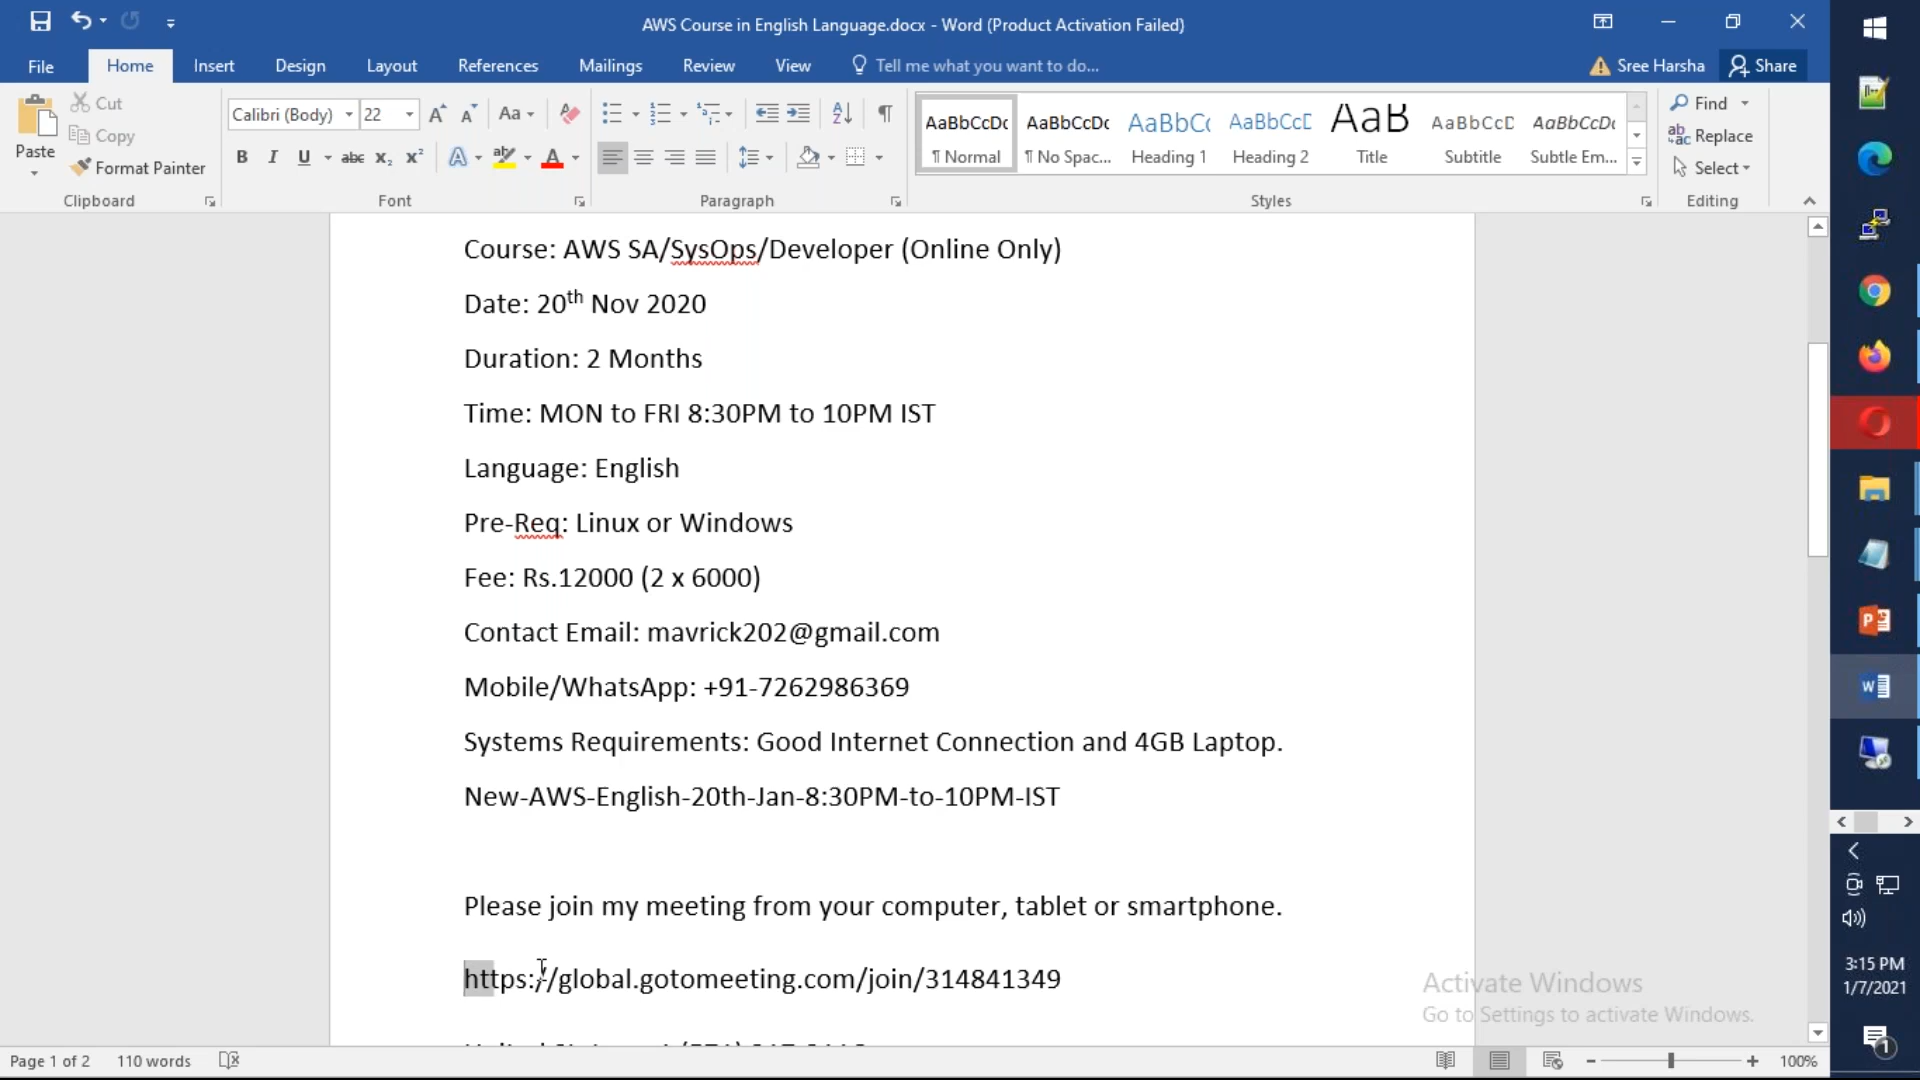 AWS Course in English Language.docx - Word (Product Activation Failed)
File Home Insert Design Layout References Mailings Review View Tell me what you want to do... Sree Harsha Share
Paste
Cut
Copy
Format Painter
Clipboard
Calibri (Body) 22
Font
Paragraph
AaBbCcDc AaBbCcDc AaBbC AaBbCcD AaB AaBbCcD AaBbCcDc
¶ Normal ¶ No Spac... Heading 1 Heading 2 Title Subtitle Subtle Em...
Styles
Find
Replace
Select
Editing
Course: AWS SA/SysOps/Developer (Online Only)
Date: 20th Nov 2020
Duration: 2 Months
Time: MON to FRI 8:30PM to 10PM IST
Language: English
Pre-Req: Linux or Windows
Fee: Rs.12000 (2 x 6000)
Contact Email: mavrick202@gmail.com
Mobile/WhatsApp: +91-7262986369
Systems Requirements: Good Internet Connection and 4GB Laptop.
New-AWS-English-20th-Jan-8:30PM-to-10PM-IST
Please join my meeting from your computer, tablet or smartphone.
https://global.gotomeeting.com/join/314841349
Activate Windows
Go to Settings to activate Windows.
Page 1 of 2 110 words
100%
3:15 PM
1/7/2021
1